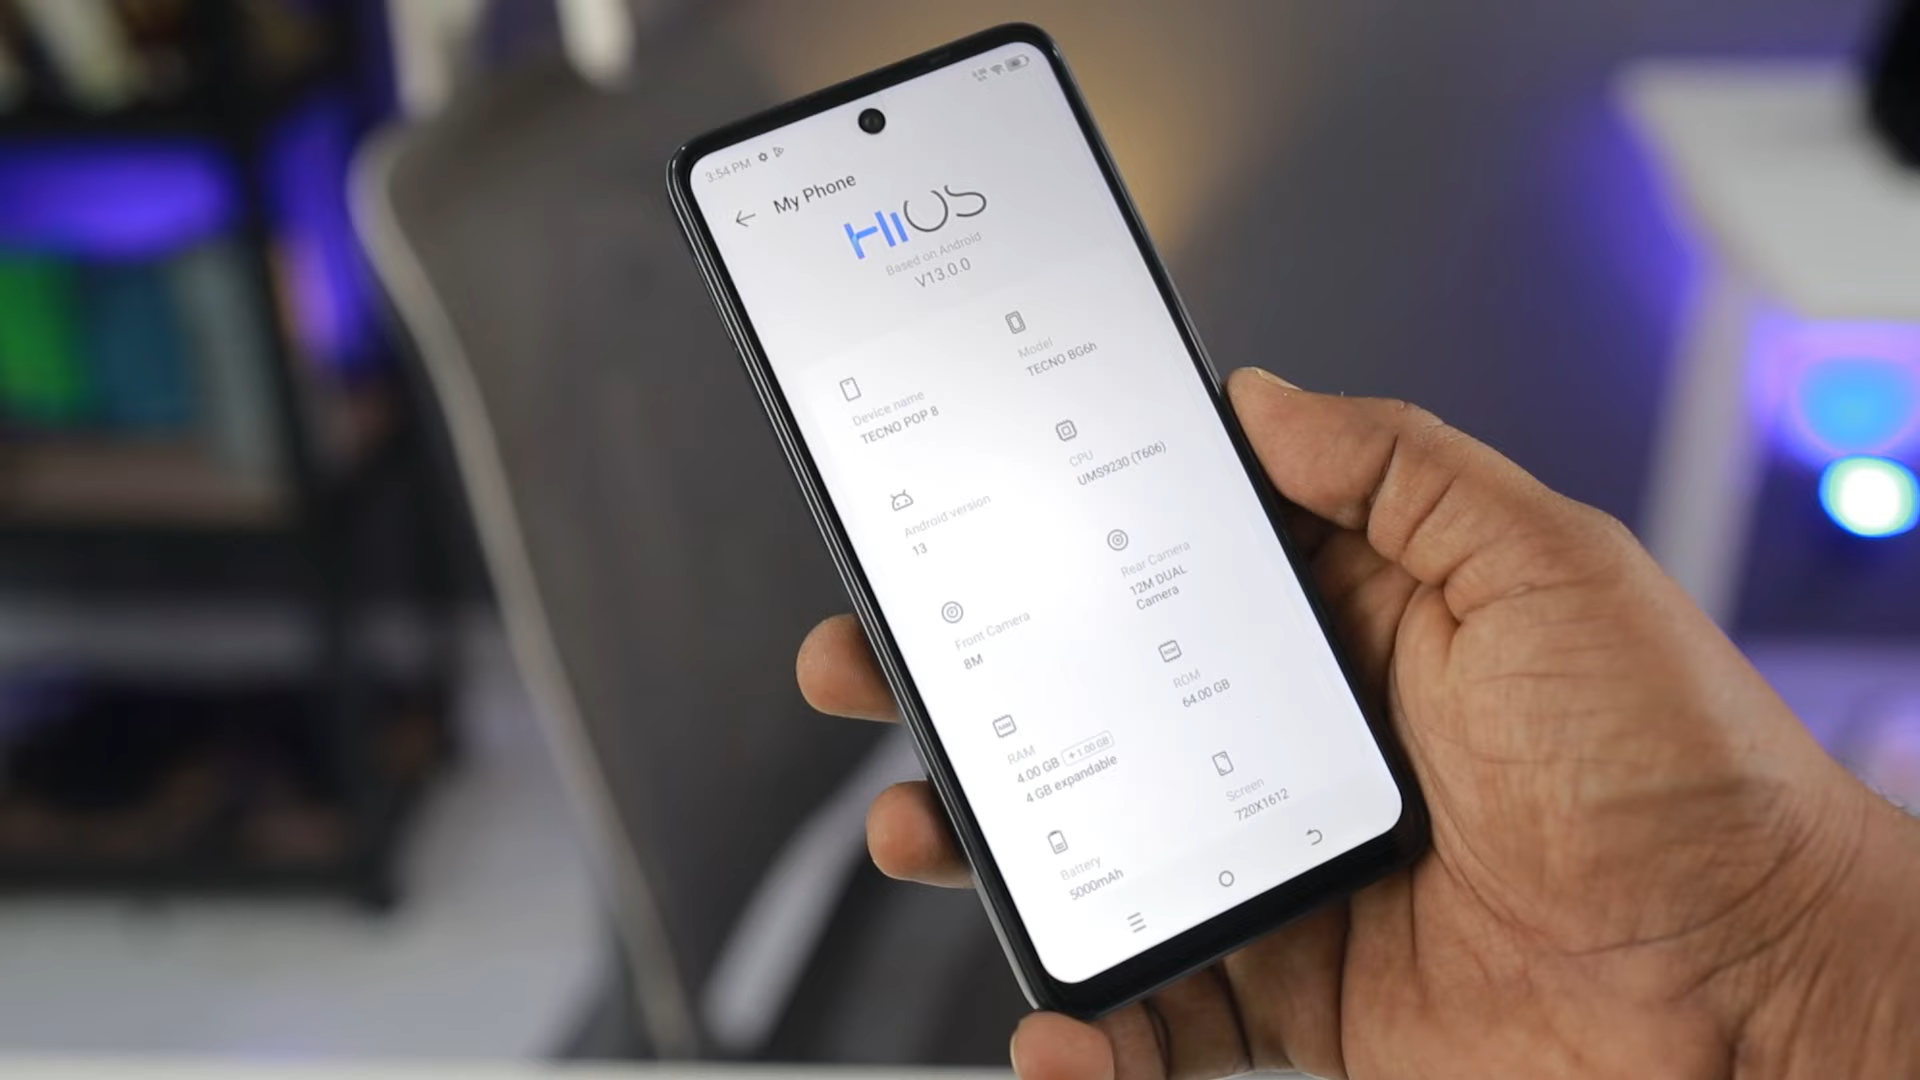 3:54 PM
My Phone
HiOS
Based on Android
V13.0.0
Device name
TECNO POP 8
Model
TECNO BG6h
Android version
13
CPU
UMS9230 (T606)
Front Camera
8M
Rear Camera
12M DUAL
Camera
RAM
4.00 GB +1.00 GB
4 GB expandable
ROM
64.00 GB
Battery
5000mAh
Screen
720X1612